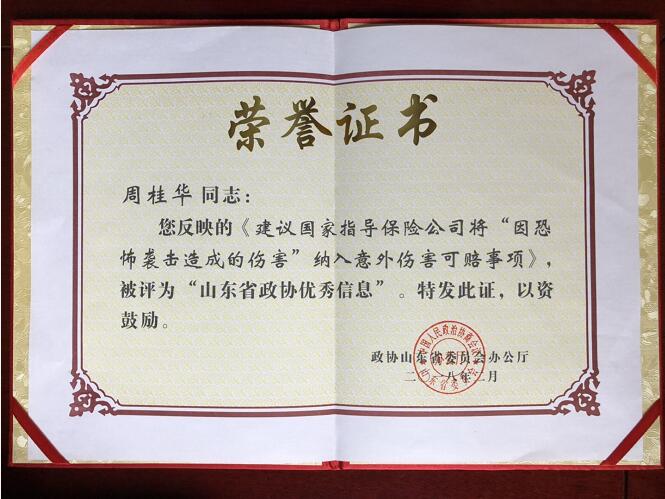 荣誉证书
周桂华同志：
您反映的《建议国家指导保险公司将“因恐
怖袭击造成的伤害”纳入意外伤害可赔事项》，
被评为“山东省政协优秀信息”。特发此证，以资
鼓励。
政协山东省委员会办公厅
二〇一八年二月